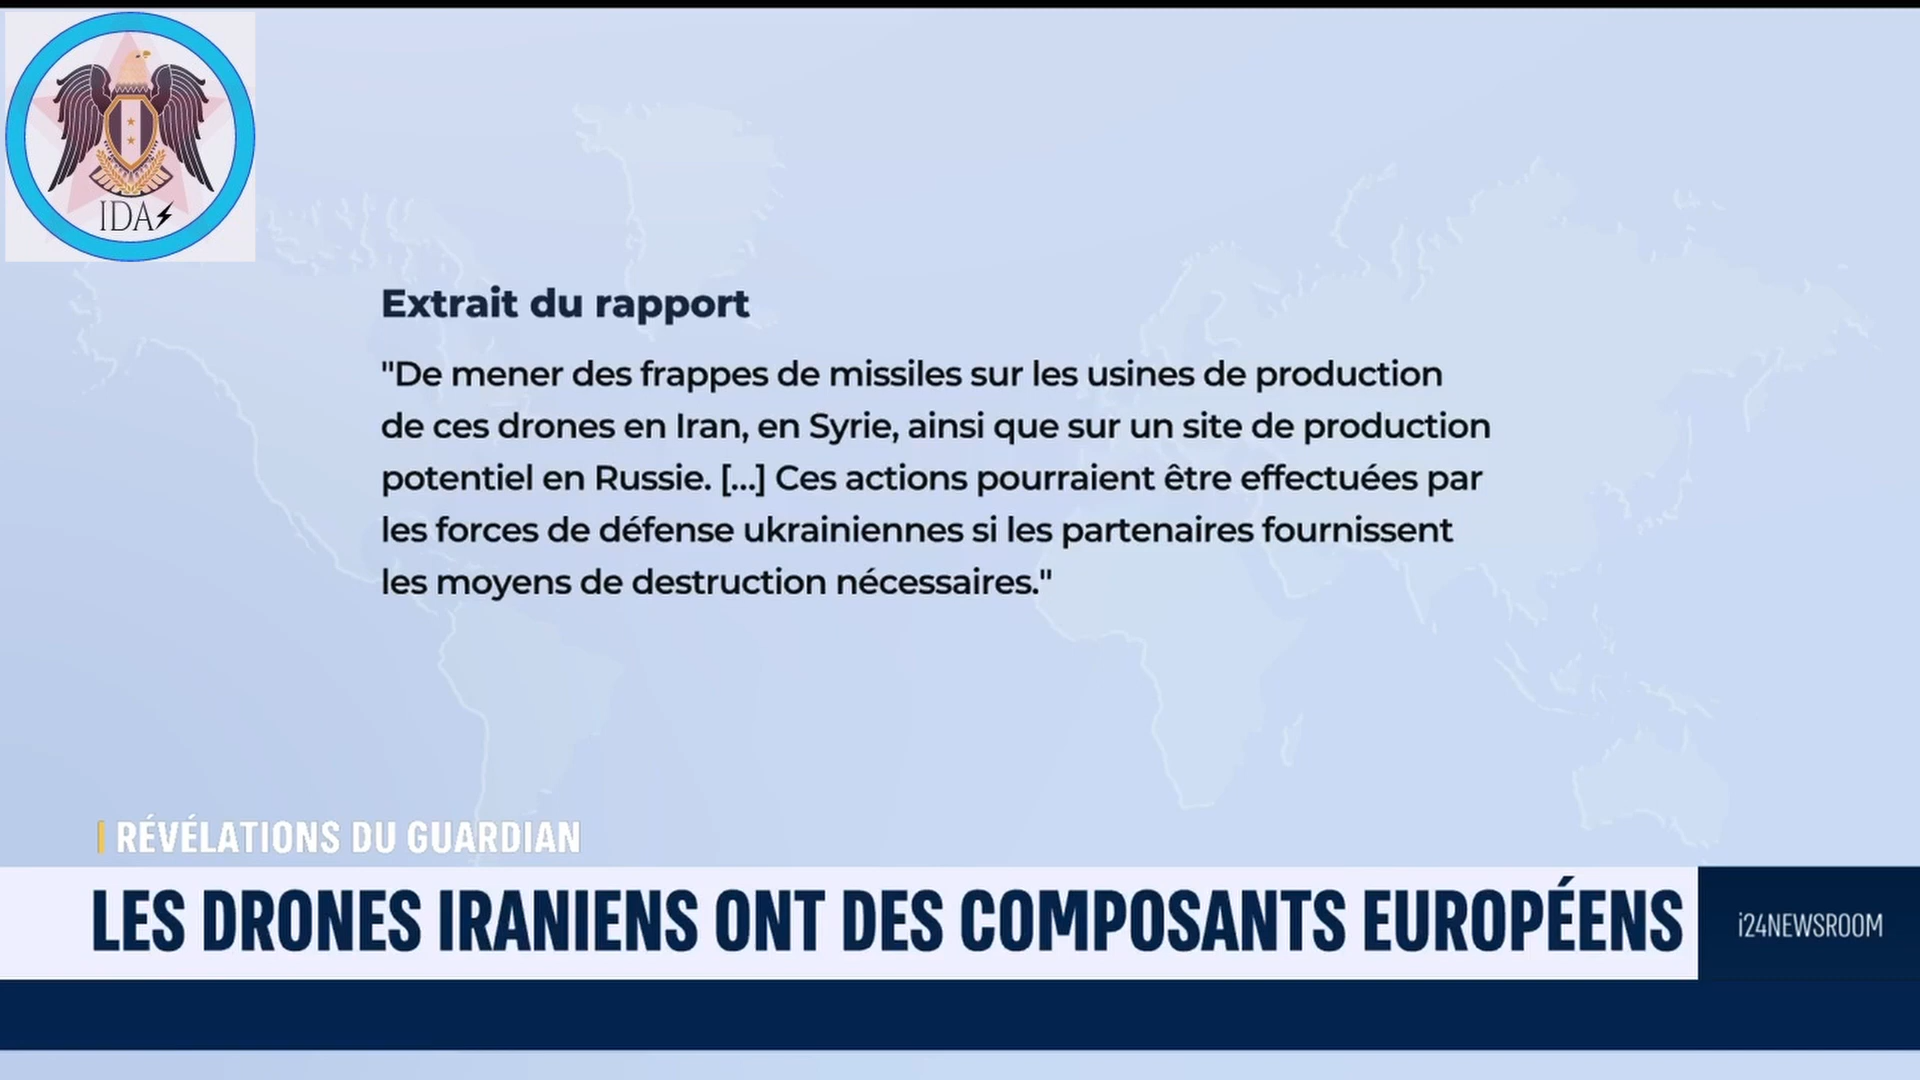 IDA
Extrait du rapport
"De mener des frappes de missiles sur les usines de production
de ces drones en Iran, en Syrie, ainsi que sur un site de production
potentiel en Russie. [...] Ces actions pourraient être effectuées par
les forces de défense ukrainiennes si les partenaires fournissent
les moyens de destruction nécessaires."
RÉVÉLATIONS DU GUARDIAN
LES DRONES IRANIENS ONT DES COMPOSANTS EUROPÉENS
i24NEWSROOM